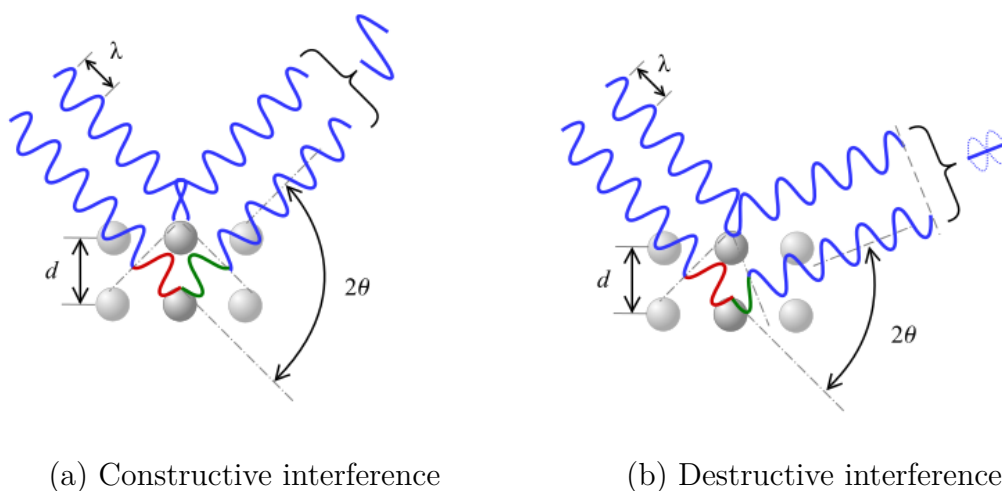 λ
d
2θ
(a) Constructive interference
λ
d
2θ
(b) Destructive interference